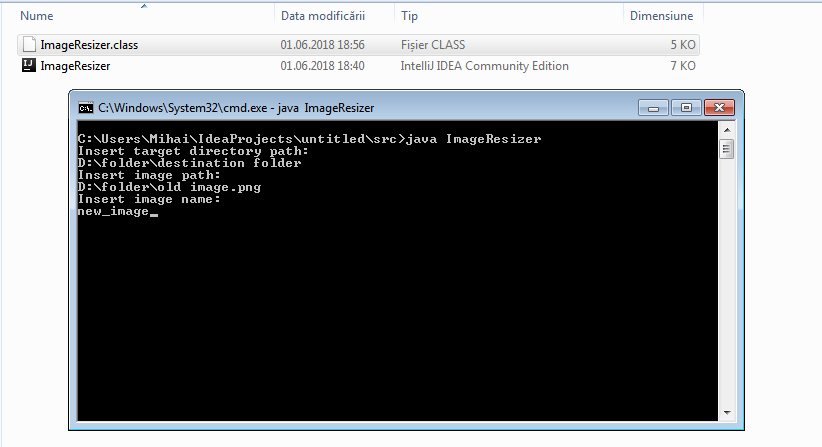 Nume Data modificării Tip Dimensiune
ImageResizer.class 01.06.2018 18:56 Fișier CLASS 5 KO
ImageResizer 01.06.2018 18:40 IntelliJ IDEA Community Edition 7 KO
C:\Windows\System32\cmd.exe - java ImageResizer
C:\Users\Mihai\IdeaProjects\untitled\src>java ImageResizer
Insert target directory path:
D:\folder\destination folder
Insert image path:
D:\folder\old image.png
Insert image name:
new_image_